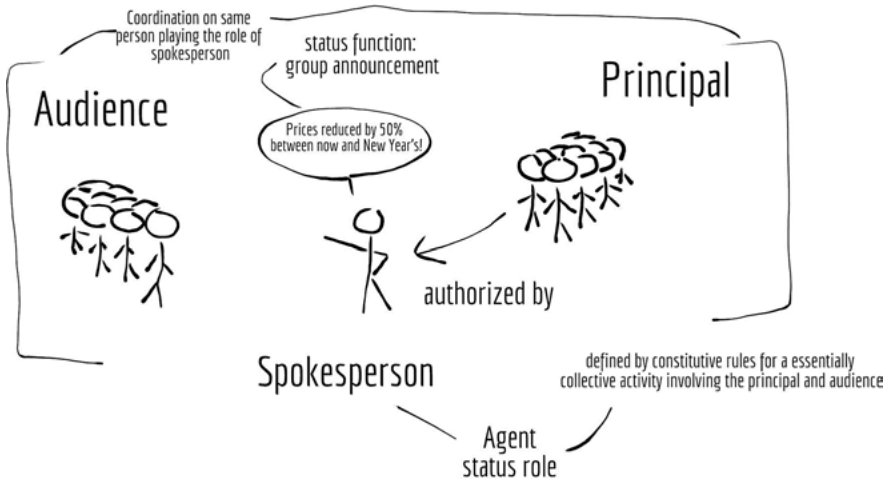 Coordination on same
person playing the role of
spokesperson
status function:
group announcement
Audience
Principal
Prices reduced by 50%
between now and New Year's!
authorized by
Spokesperson
defined by constitutive rules for a essentially
collective activity involving the principal and audience
Agent
status role